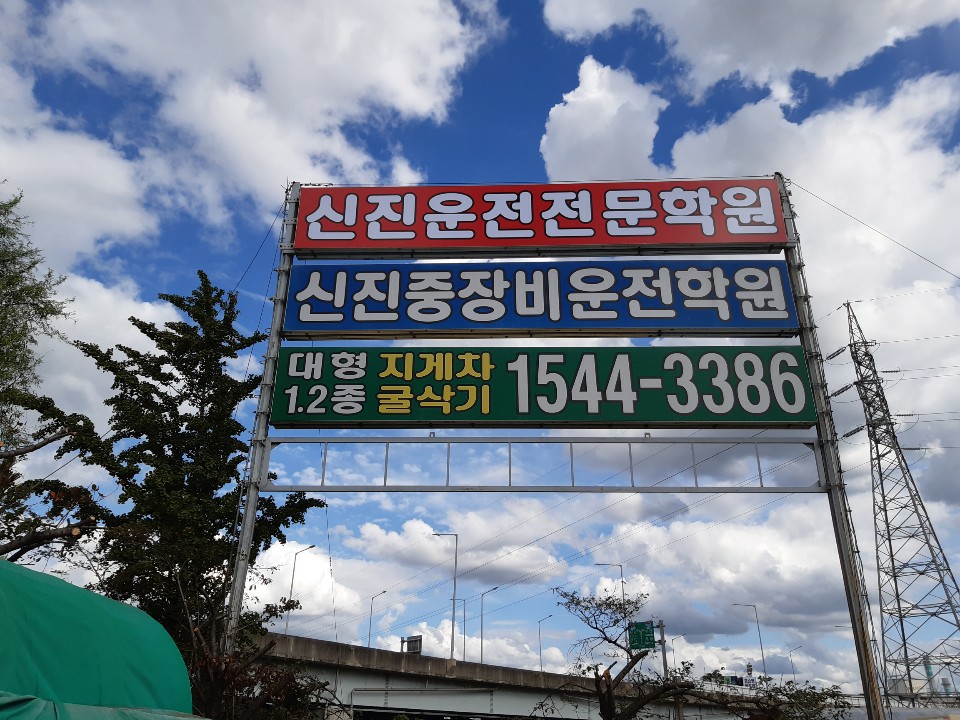 신진운전전문학원
신진중장비운전학원
대형 지게차 1544-3386
1.2종 굴삭기